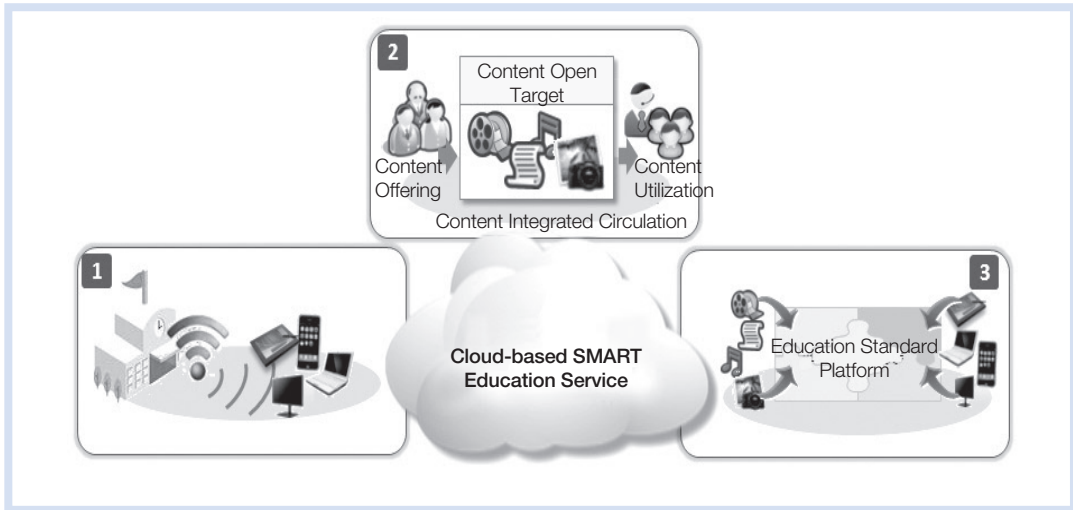 2
Content Open
Target
Content
Offering
Content
Utilization
Content Integrated Circulation
1
Cloud-based SMART
Education Service
3
Education Standard
Platform